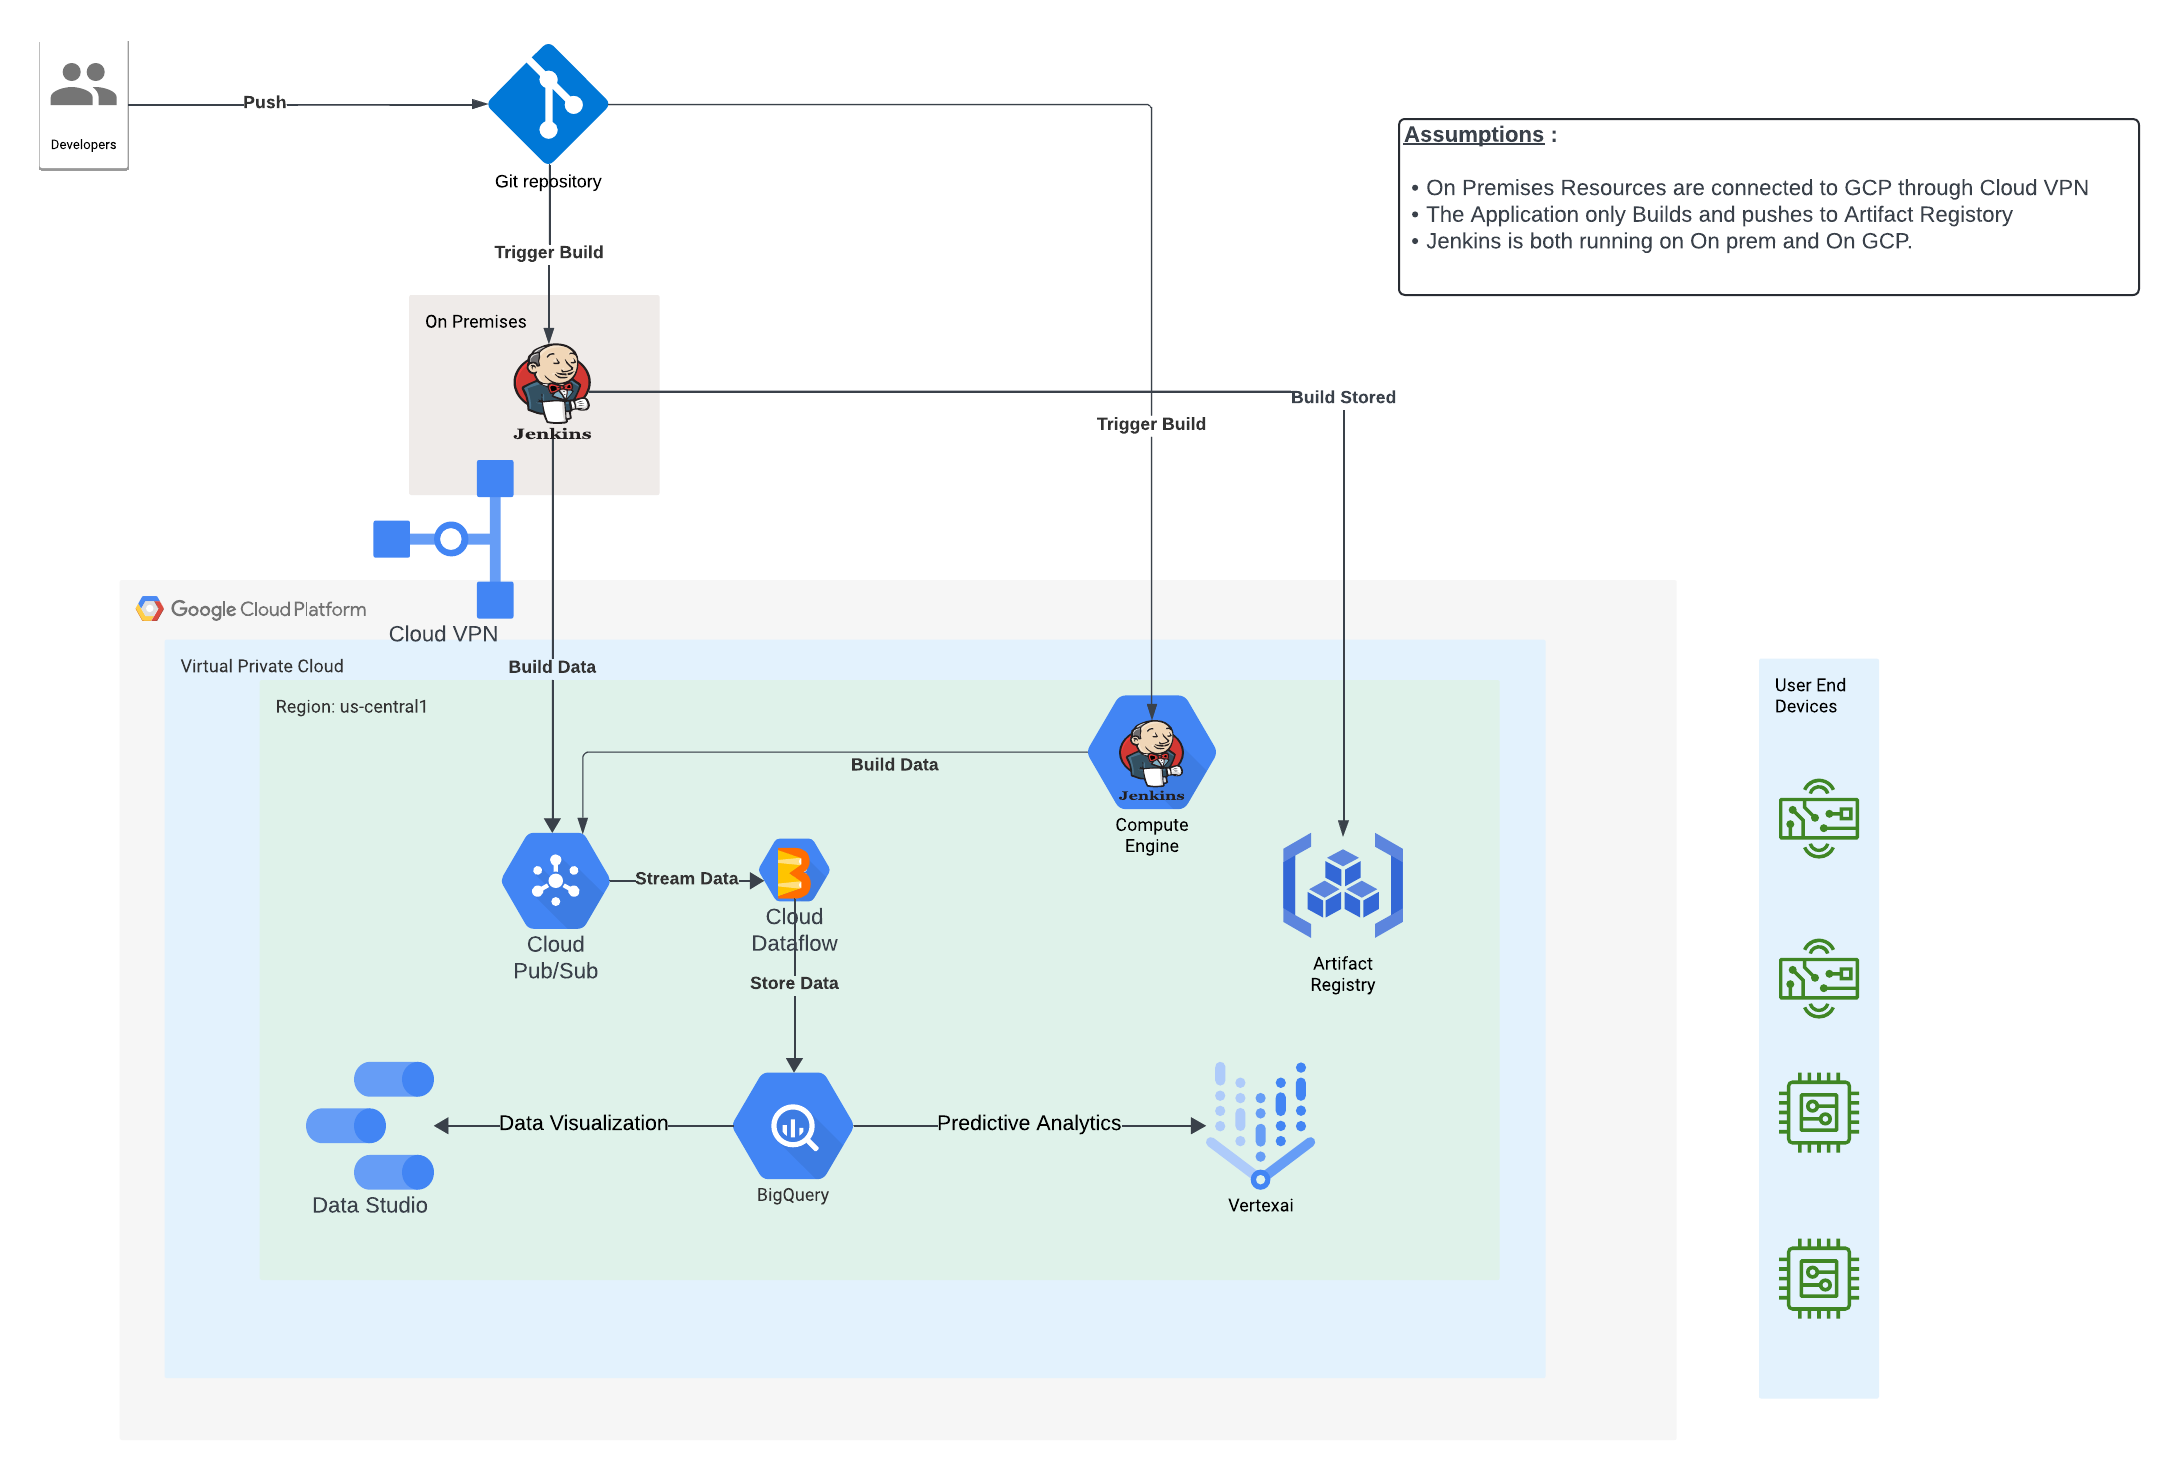 Developers
Push
Git repository
Trigger Build
Assumptions :
• On Premises Resources are connected to GCP through Cloud VPN
• The Application only Builds and pushes to Artifact Registory
• Jenkins is both running on On prem and On GCP.
On Premises
Jenkins
Build Stored
Trigger Build
Google Cloud Platform
Cloud VPN
Virtual Private Cloud
Build Data
Region: us-central1
User End
Devices
Build Data
Jenkins
Compute
Engine
Stream Data
Cloud
Pub/Sub
Cloud
Dataflow
Store Data
Artifact
Registry
Data Visualization
Predictive Analytics
Data Studio
BigQuery
Vertexai